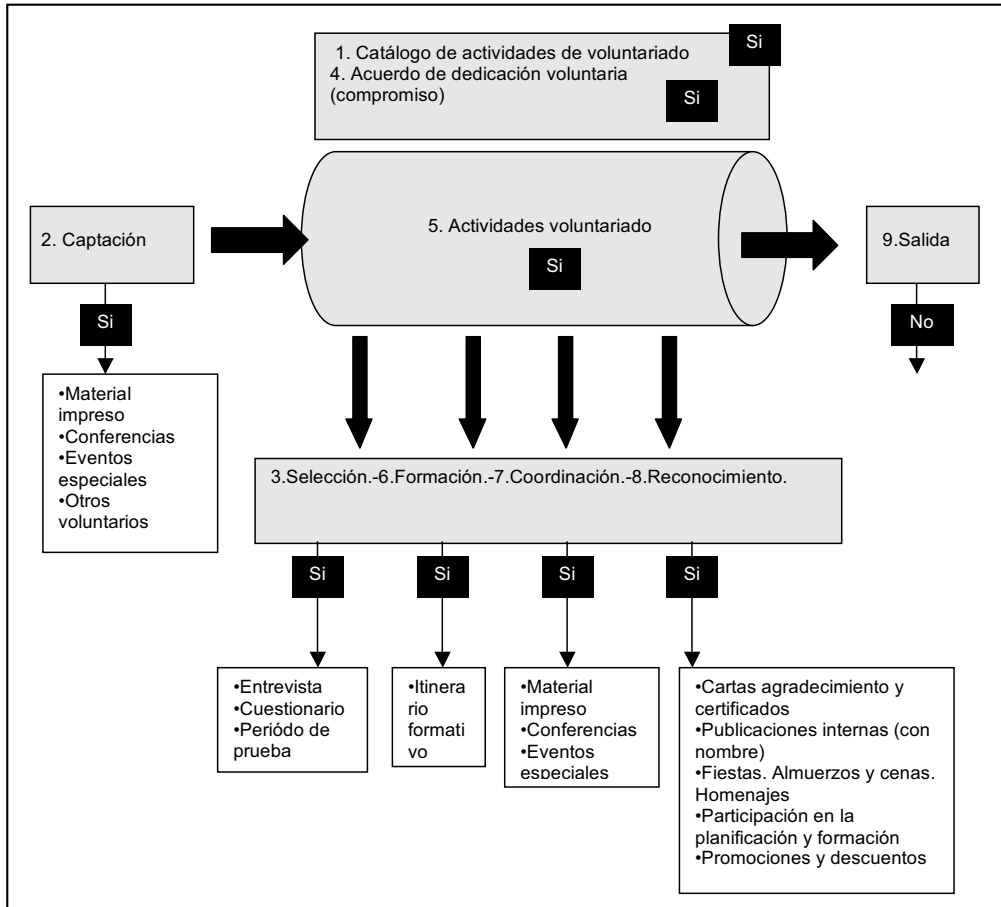 Si
1. Catálogo de actividades de voluntariado
4. Acuerdo de dedicación voluntaria
(compromiso)
Si
2. Captación
5. Actividades voluntariado
Si
9.Salida
Si
No
•Material
impreso
•Conferencias
•Eventos
especiales
•Otros
voluntarios
3.Selección.-6.Formación.-7.Coordinación.-8.Reconocimiento.
Si
Si
Si
Si
•Entrevista
•Cuestionario
•Periódo de
prueba
•Itinera
rio
formati
vo
•Material
impreso
•Conferencias
•Eventos
especiales
•Cartas agradecimiento y
certificados
•Publicaciones internas (con
nombre)
•Fiestas. Almuerzos y cenas.
Homenajes
•Participación en la
planificación y formación
•Promociones y descuentos